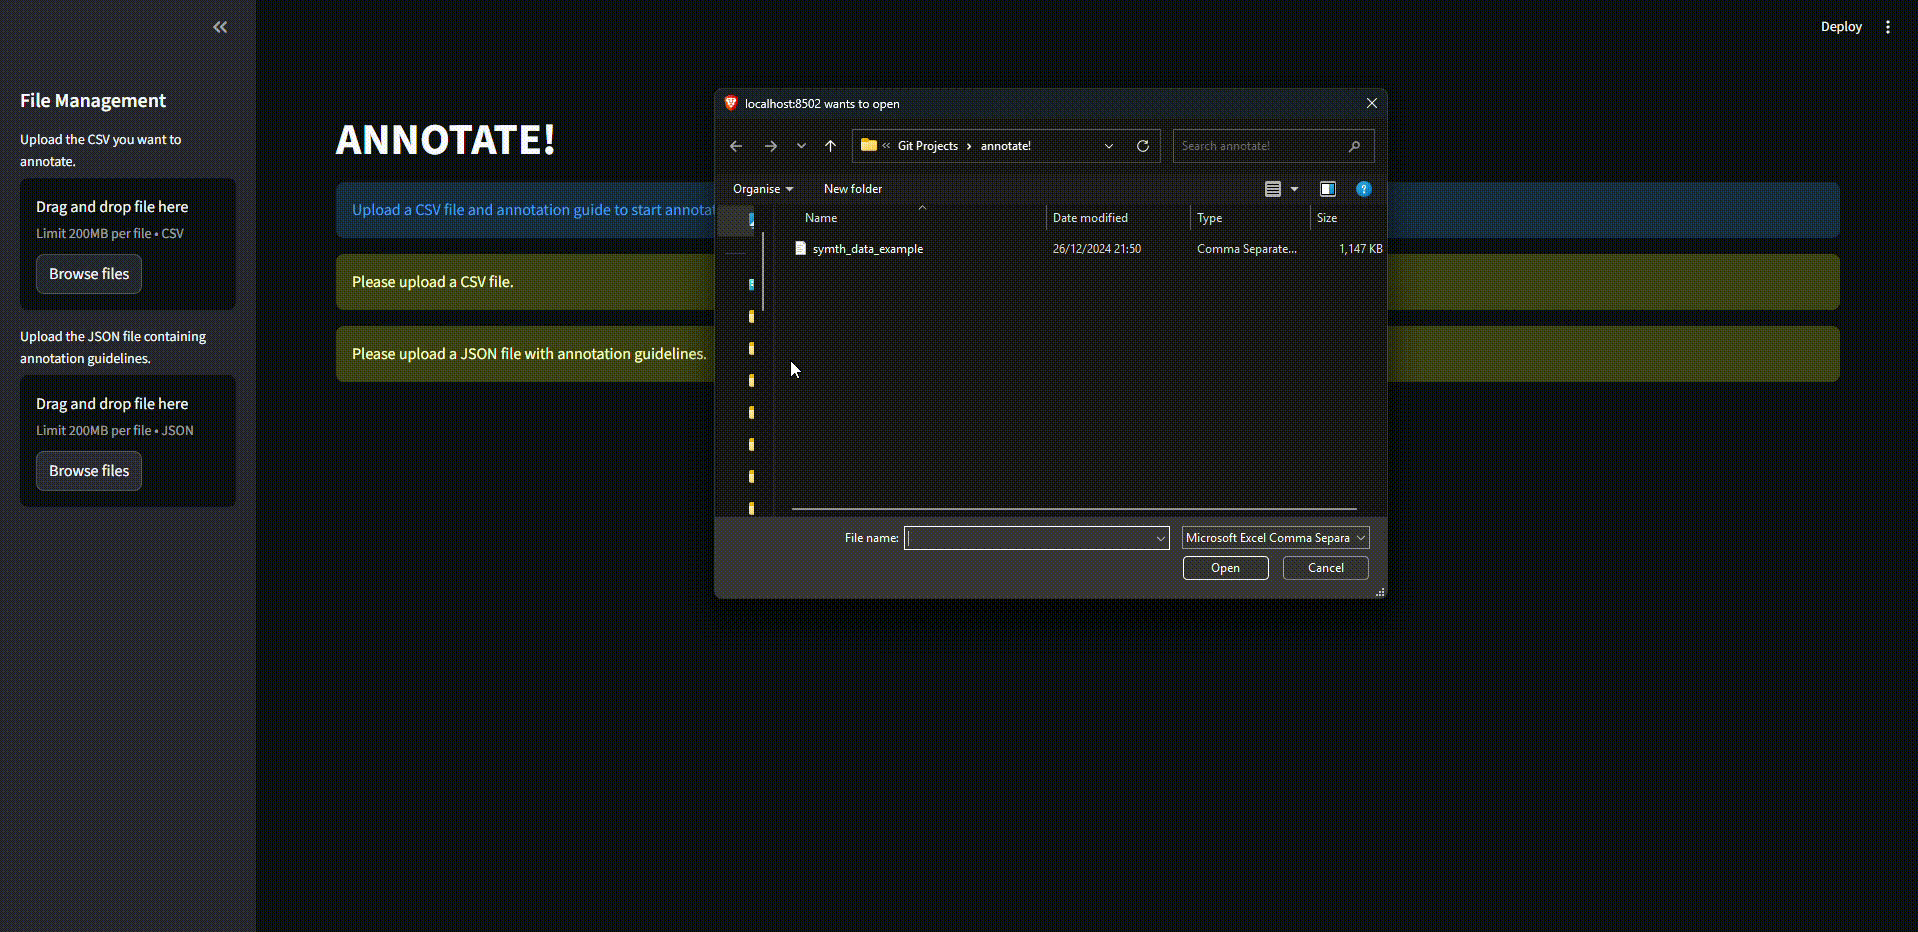 Deploy
File Management
Upload the CSV you want to
annotate.
Drag and drop file here
Limit 200MB per file • CSV
Browse files
Upload the JSON file containing
annotation guidelines.
Drag and drop file here
Limit 200MB per file • JSON
Browse files
ANNOTATE!
Upload a CSV file and annotation guide to start
Please upload a CSV file.
Please upload a JSON file with annotation guidelines.
localhost:8502 wants to open
« Git Projects › annotate!
Search annotate!
Organise
New folder
Name
Date modified
Type
Size
symth_data_example
26/12/2024 21:50
Comma Separate...
1,147 KB
File name:
Microsoft Excel Comma Separa
Open
Cancel